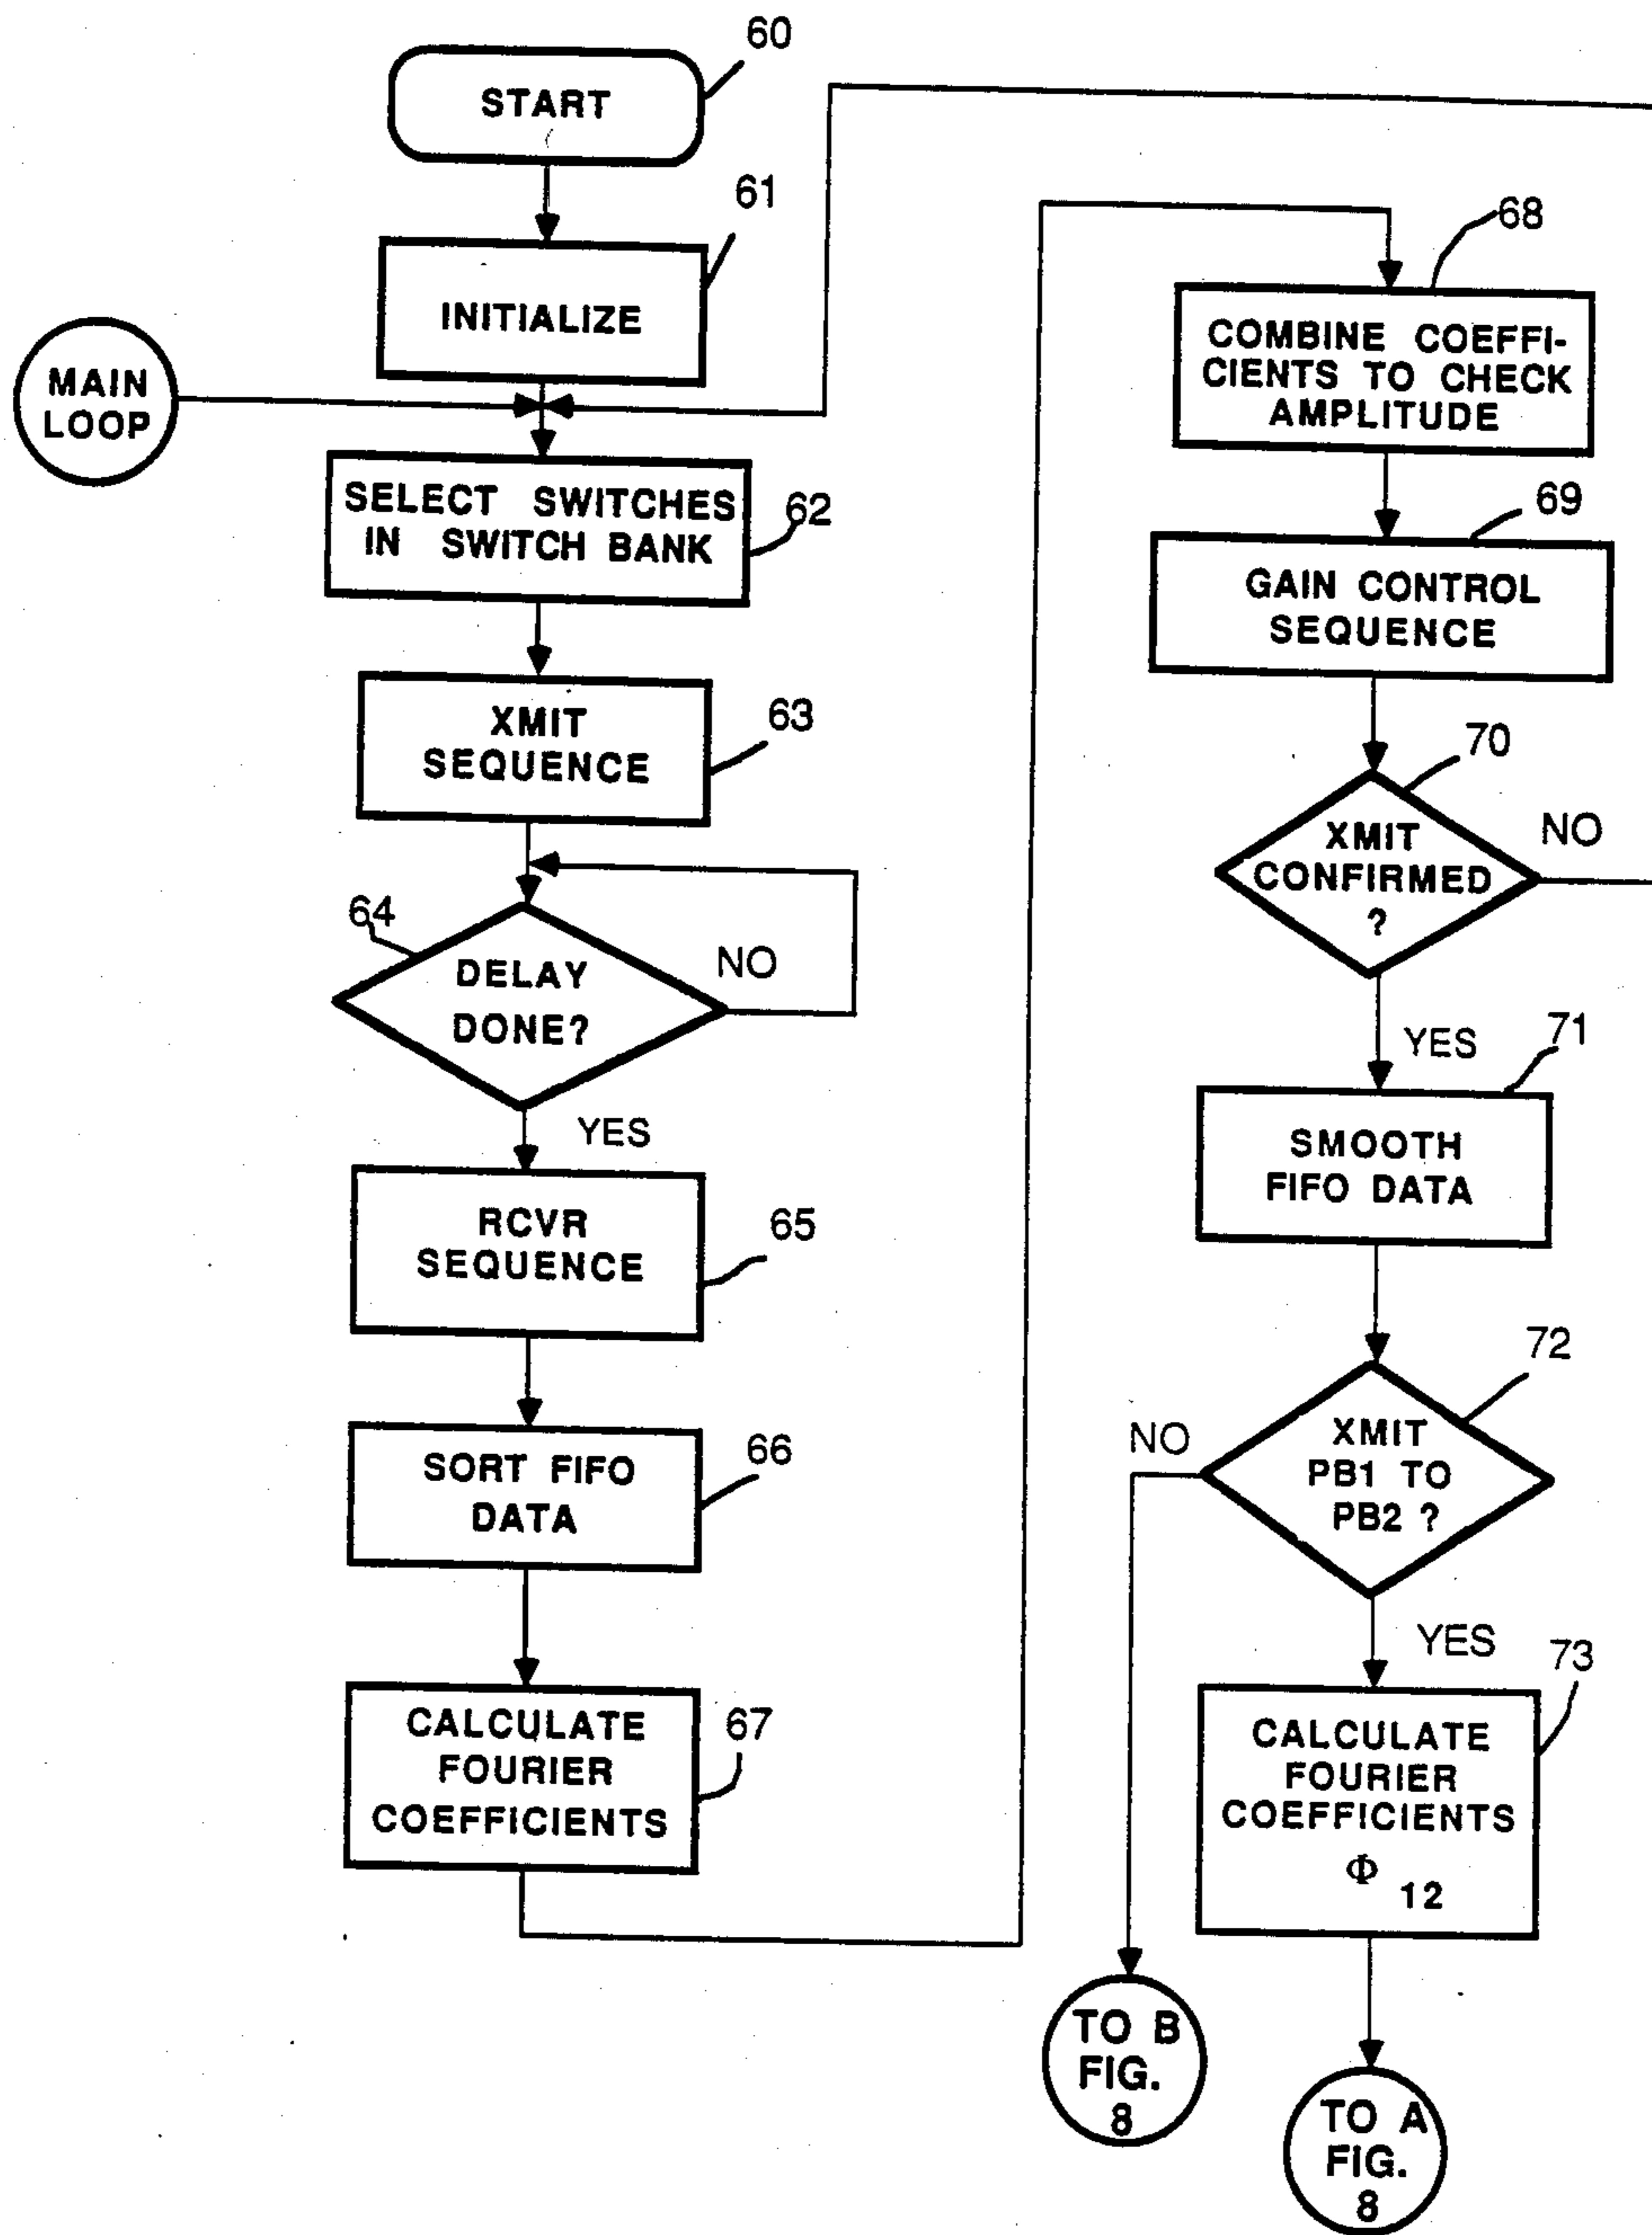 START
60
INITIALIZE
61
MAIN
LOOP
SELECT SWITCHES
IN SWITCH BANK
62
XMIT
SEQUENCE
63
64
DELAY
DONE?
NO
YES
RCVR
SEQUENCE
65
SORT FIFO
DATA
66
CALCULATE
FOURIER
COEFFICIENTS
67
68
COMBINE COEFFI-
CIENTS TO CHECK
AMPLITUDE
69
GAIN CONTROL
SEQUENCE
70
XMIT
CONFIRMED
?
NO
YES
71
SMOOTH
FIFO DATA
72
XMIT
PB1 TO
PB2 ?
NO
YES
73
CALCULATE
FOURIER
COEFFICIENTS
Φ 12
TO B
FIG.
8
TO A
FIG.
8